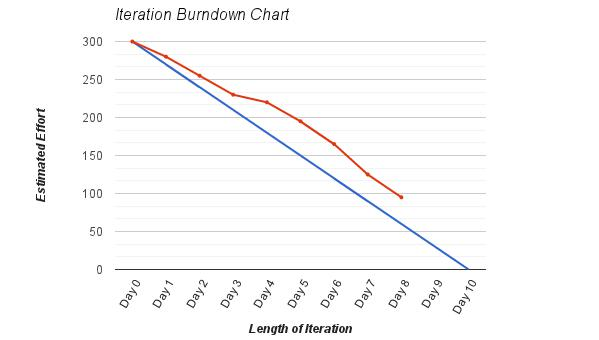 Iteration Burndown Chart
300
250
200
150
100
50
0
Estimated Effort
Day 0
Day 1
Day 2
Day 3
Day 4
Day 5
Day 6
Day 7
Day 8
Day 9
Day 10
Length of Iteration